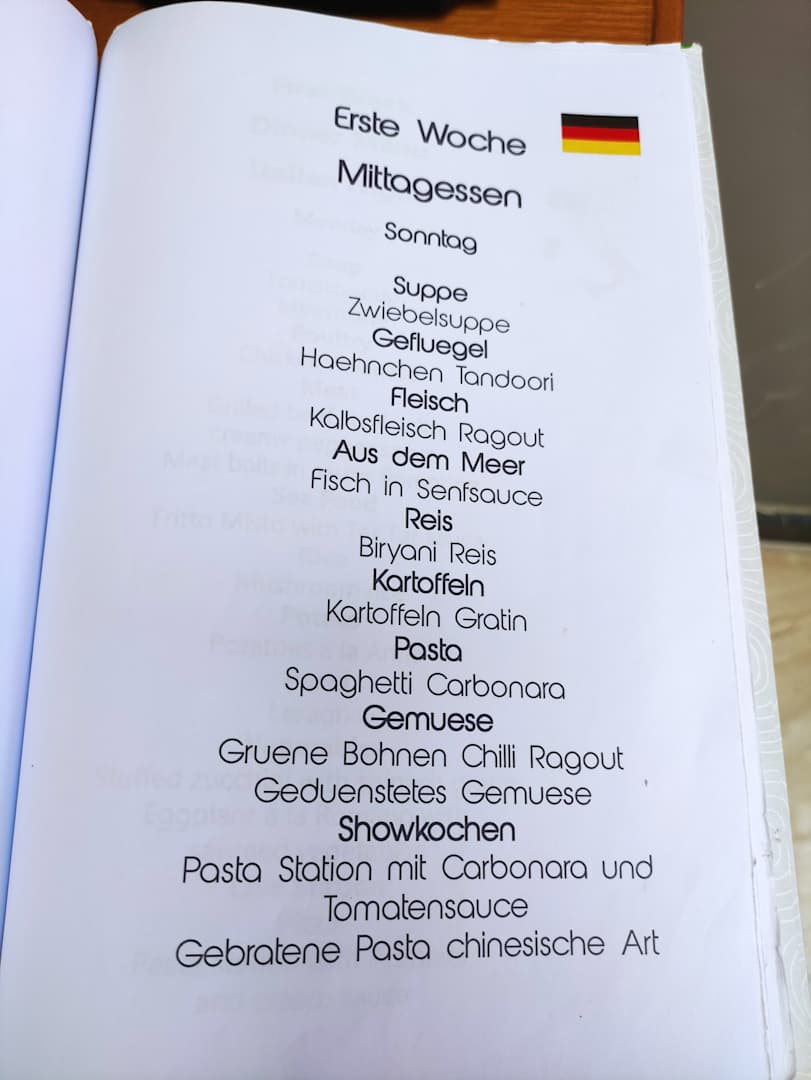 Erste Woche
Mittagessen
Sonntag
Suppe
Zwiebelsuppe
Gefluegel
Haehnchen Tandoori
Fleisch
Kalbsfleisch Ragout
Aus dem Meer
Fisch in Senfsauce
Reis
Biryani Reis
Kartoffeln
Kartoffeln Gratin
Pasta
Spaghetti Carbonara
Gemuese
Gruene Bohnen Chilli Ragout
Geduenstetes Gemuese
Showkochen
Pasta Station mit Carbonara und
Tomatensauce
Gebratene Pasta chinesische Art